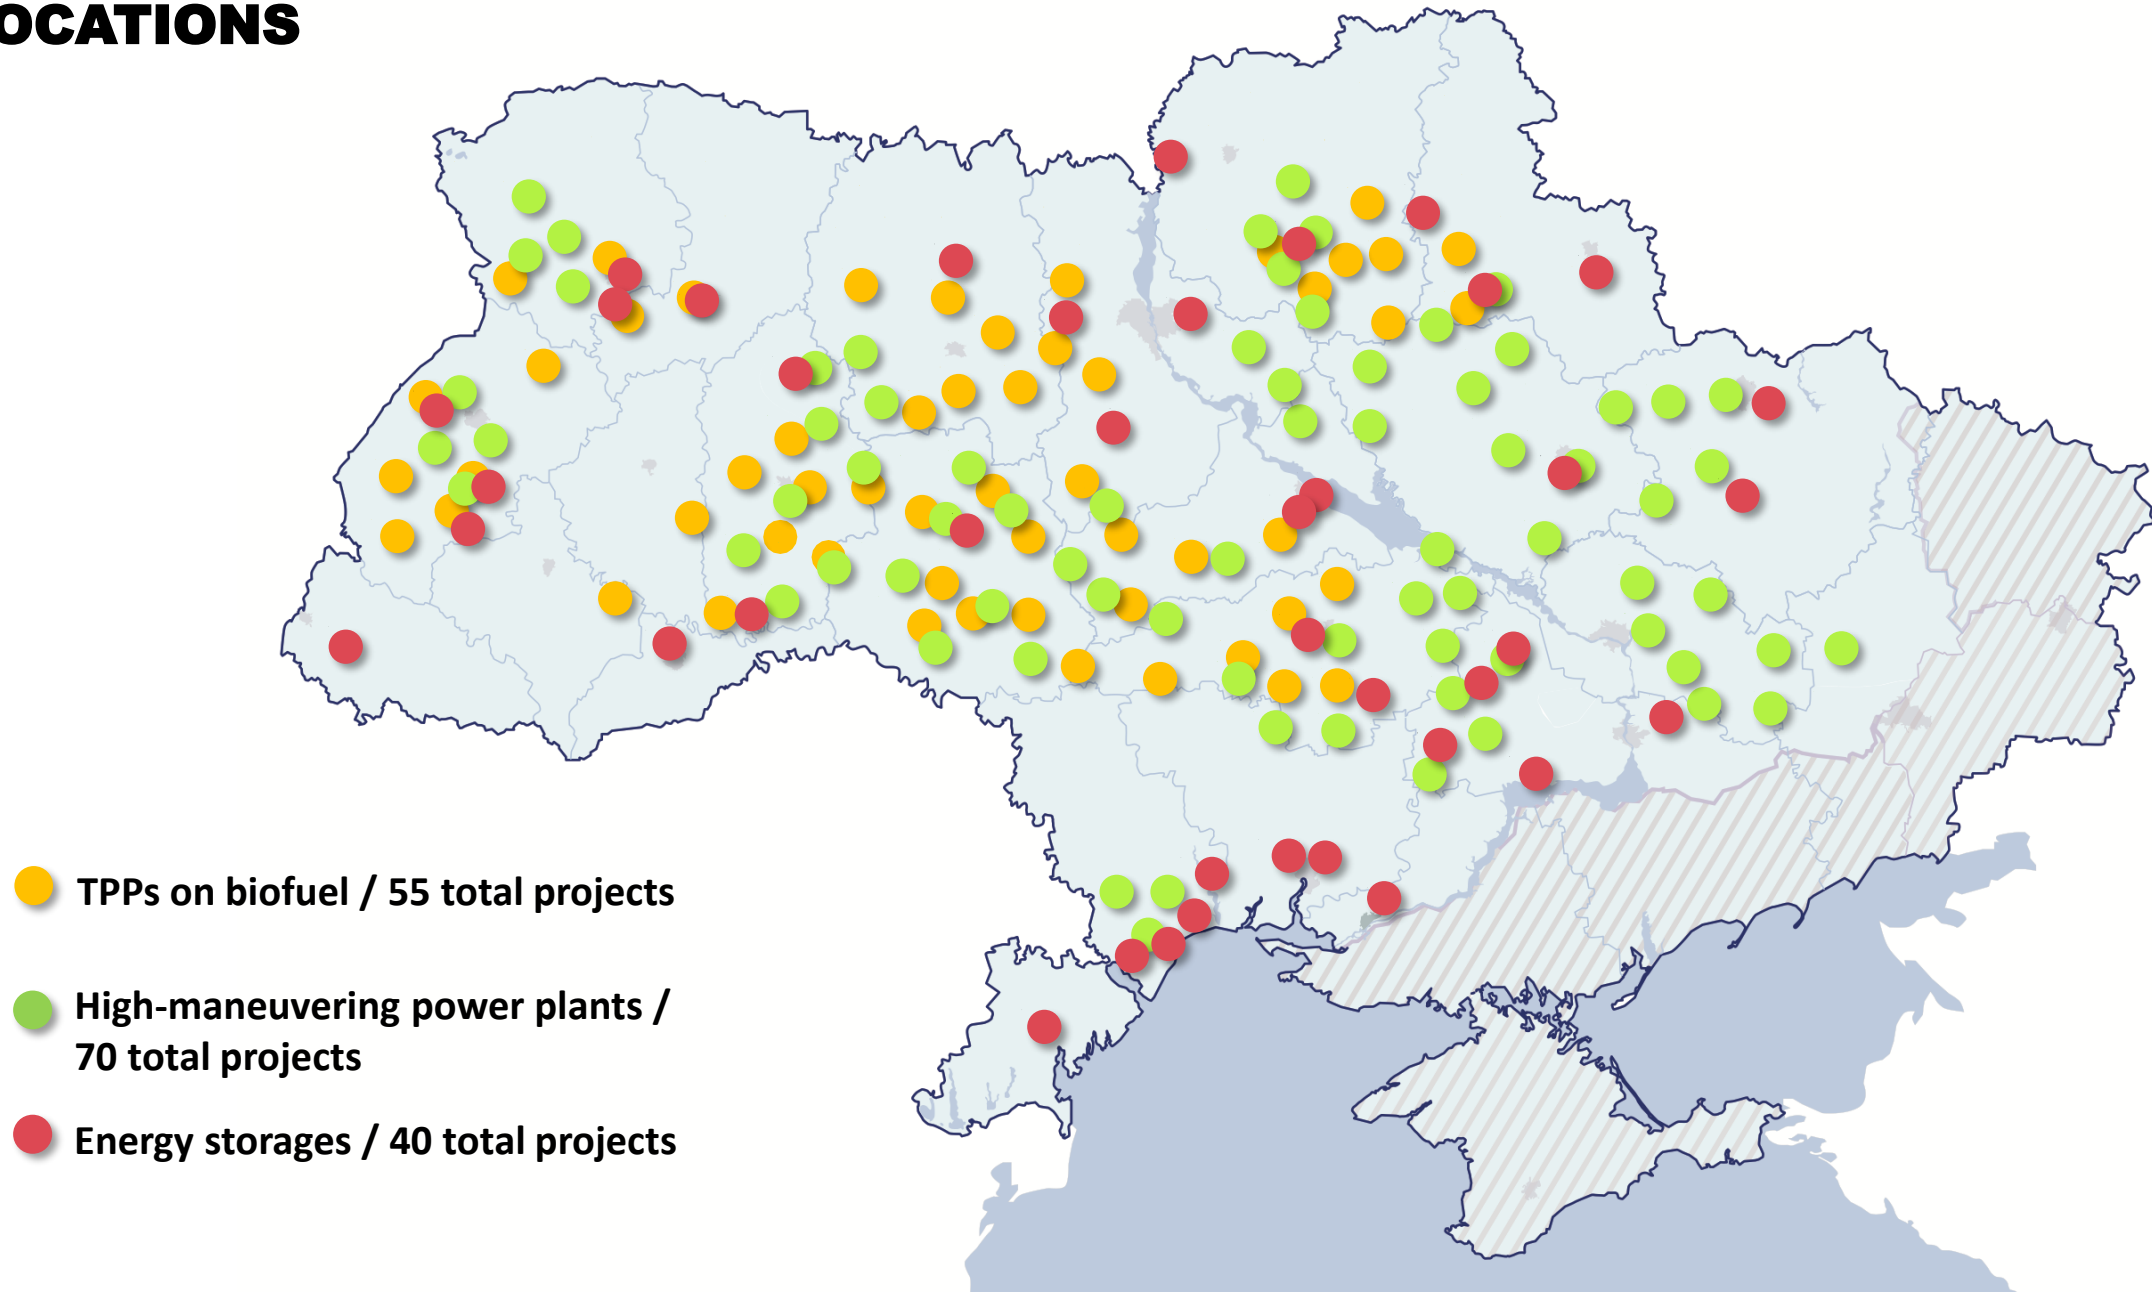 OCATIONS
TPPs on biofuel / 55 total projects
High-maneuvering power plants /
70 total projects
Energy storages / 40 total projects